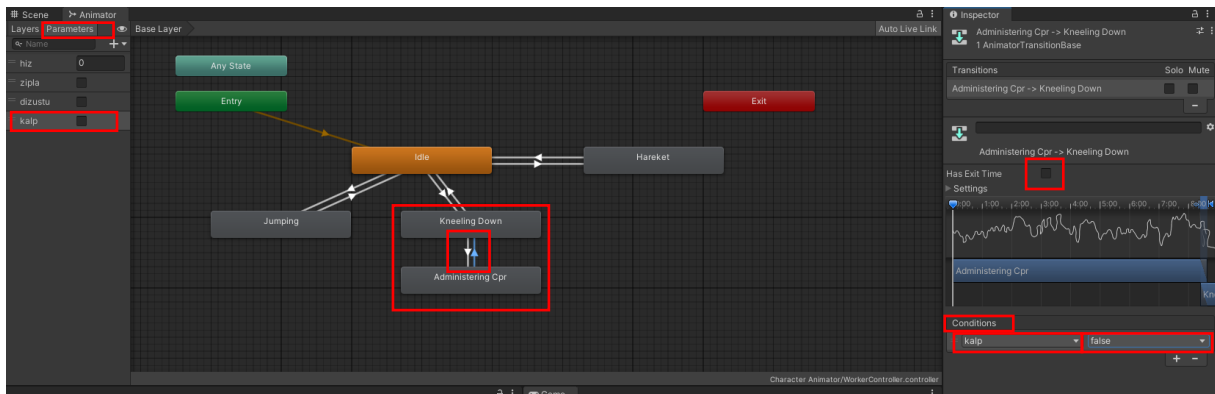 Scene Animator
Layers Parameters Base Layer Auto Live Link
Name
hiz 0
zipla
dizustu
kalp
Any State
Entry
Exit
Idle
Hareket
Jumping
Kneeling Down
Administering Cpr
Character Animator/WorkerController.controller
Inspector
Administering Cpr -> Kneeling Down
1 AnimatorTransitionBase
Transitions Solo Mute
Administering Cpr -> Kneeling Down
Administering Cpr -> Kneeling Down
Has Exit Time
Settings
1:00 2:00 3:00 4:00 5:00 6:00 7:00
Administering Cpr
Kn
Conditions
kalp false